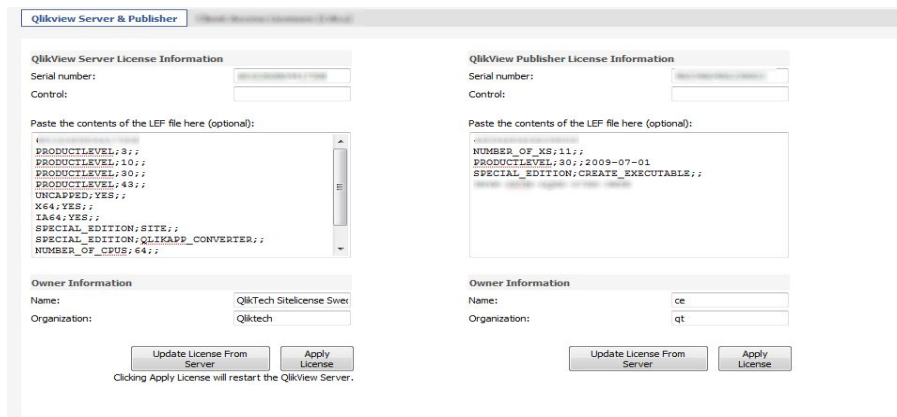 Qlikview Server & Publisher
QlikView Server License Information
Serial number:
Control:
Paste the contents of the LEF file here (optional):
PRODUCTLEVEL;3;;
PRODUCTLEVEL;10;;
PRODUCTLEVEL;30;;
PRODUCTLEVEL;43;;
UNCAPPED;YES;;
X64;YES;;
IA64;YES;;
SPECIAL_EDITION;SITE;;
SPECIAL_EDITION;QLIKAPP_CONVERTER;;
NUMBER_OF_CPUS;64;;
Owner Information
Name:
QlikTech Sitelicense Swed
Organization:
Qliktech
Update License From
Server
Apply
License
Clicking Apply License will restart the QlikView Server.
QlikView Publisher License Information
Serial number:
Control:
Paste the contents of the LEF file here (optional):
NUMBER_OF_XS;11;;
PRODUCTLEVEL;30;;2009-07-01
SPECIAL_EDITION;CREATE_EXECUTABLE;;
Owner Information
Name:
ce
Organization:
qt
Update License From
Server
Apply
License